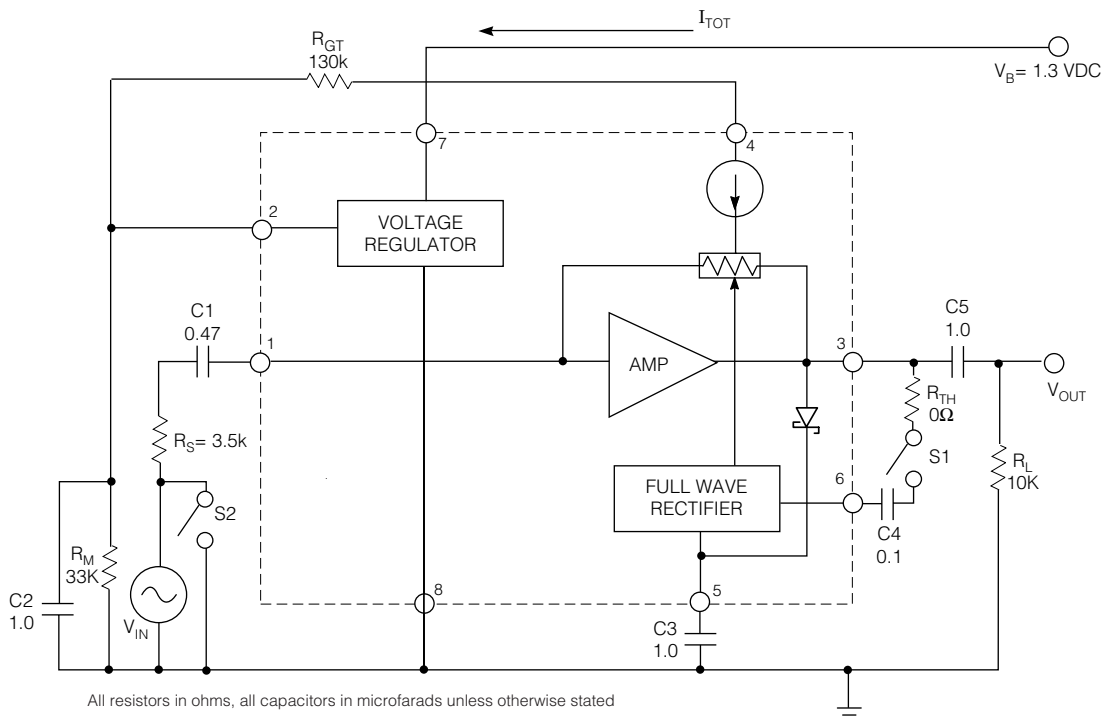 I_TOT
R_GT
130k
V_B= 1.3 VDC
7
4
2
VOLTAGE
REGULATOR
C1
0.47
1
AMP
3
C5
1.0
V_OUT
R_TH
0Ω
S1
R_S= 3.5k
S2
FULL WAVE
RECTIFIER
6
C4
0.1
R_L
10K
R_M
33K
C2
1.0
V_IN
8
5
C3
1.0
All resistors in ohms, all capacitors in microfarads unless otherwise stated